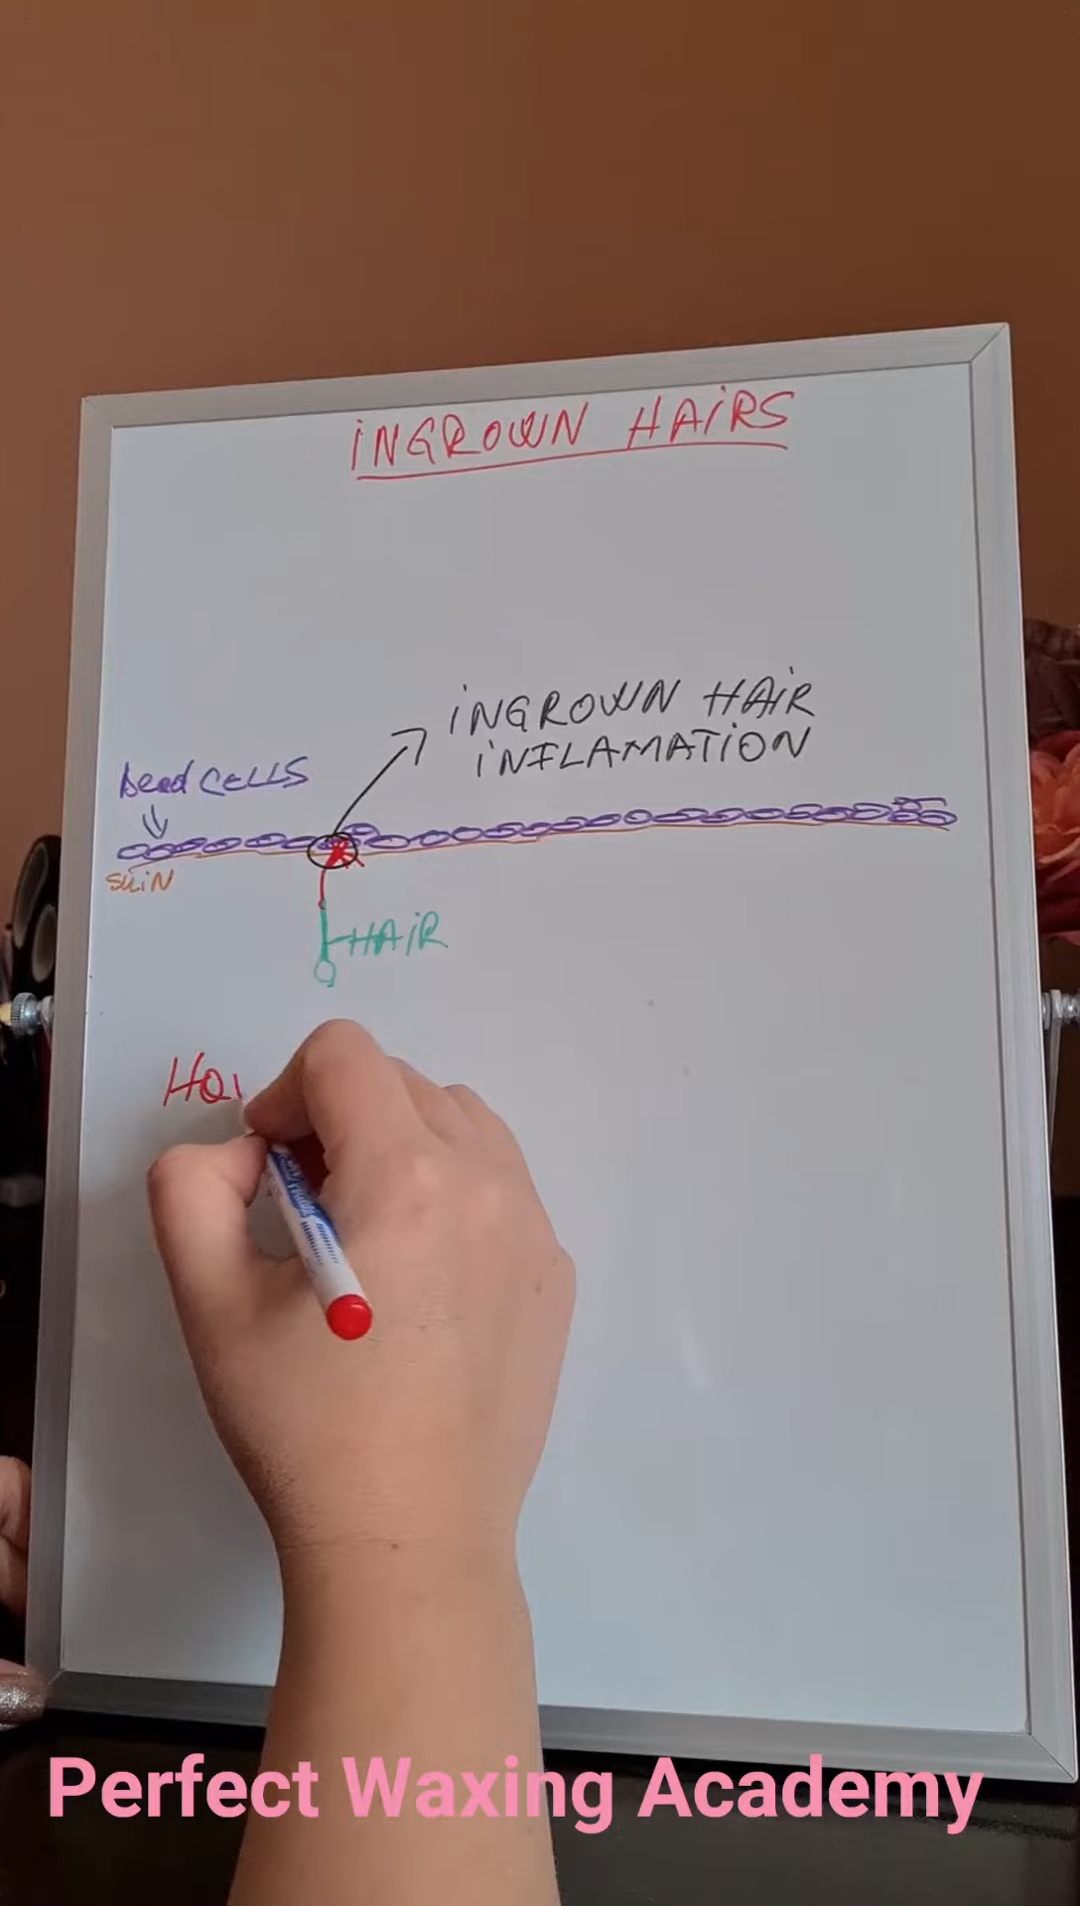 INGROWN HAIRS
INGROWN HAIR
INFLAMATION
Dead CELLS
SKIN
HAIR
Perfect Waxing Academy